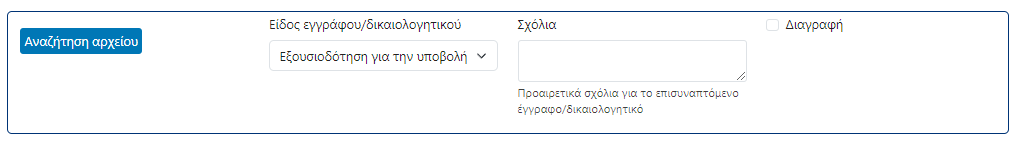 Αναζήτηση αρχείου
Είδος εγγράφου/δικαιολογητικού
Εξουσιοδότηση για την υποβολή
Σχόλια
Προαιρετικά σχόλια για το επισυναπτόμενο
έγγραφο/δικαιολογητικό
Διαγραφή